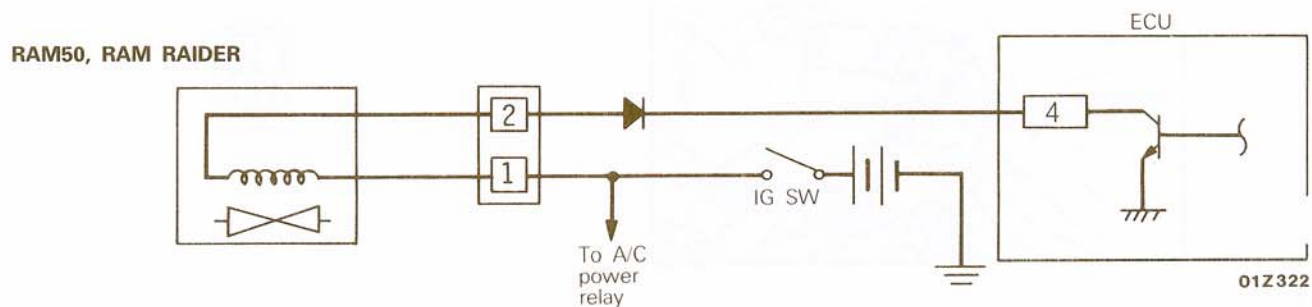 ECU
RAM50, RAM RAIDER
2
4
1
IG SW
To A/C
power
relay
01Z322